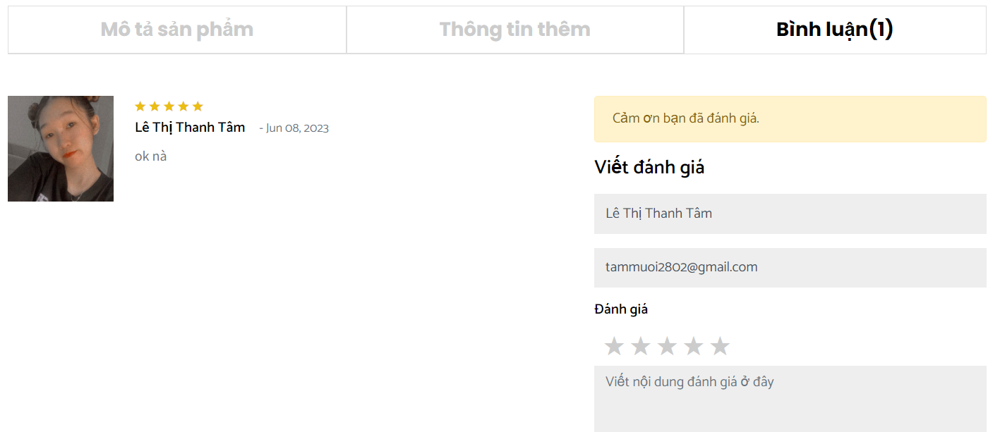 Mô tả sản phẩm
Thông tin thêm
Bình luận(1)
Lê Thị Thanh Tâm - Jun 08, 2023
ok nà
Cảm ơn bạn đã đánh giá.
Viết đánh giá
Lê Thị Thanh Tâm
tammuoi2802@gmail.com
Đánh giá
Viết nội dung đánh giá ở đây